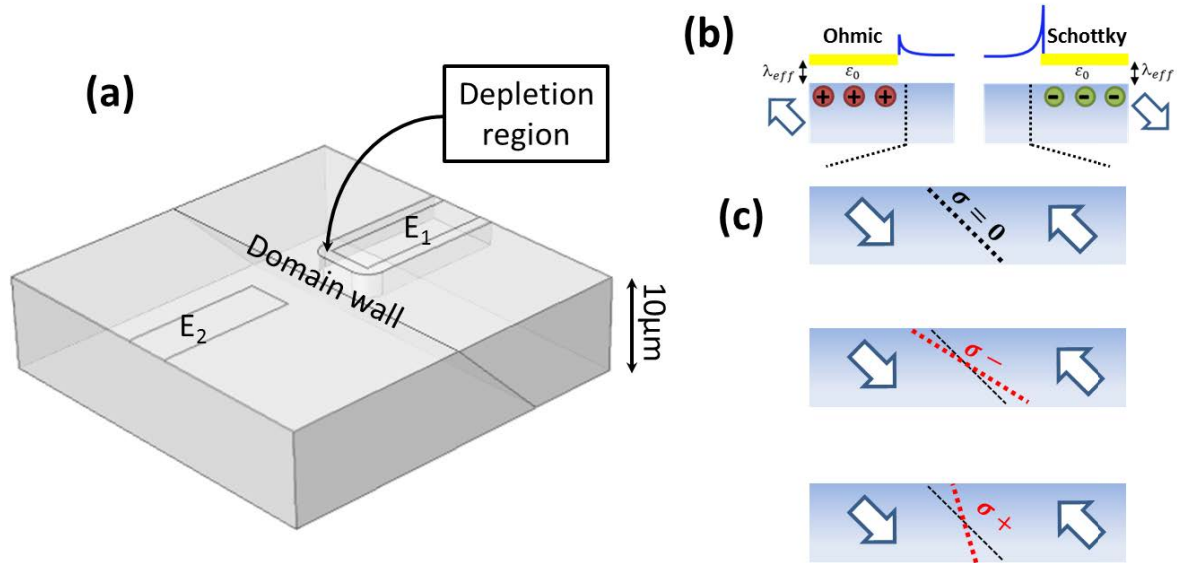 (a)
Depletion
region
E₁
Domain wall
E₂
10μm
(b)
Ohmic
Schottky
λeff
ε₀
+ + +
ε₀
λeff
- - -
(c)
σ = 0
σ −
σ +